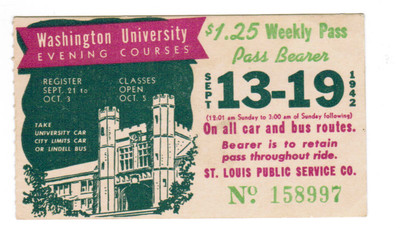 Washington University
EVENING COURSES
REGISTER
SEPT. 21 to
OCT. 3
CLASSES
OPEN
OCT. 5
TAKE
UNIVERSITY CAR
CITY LIMITS CAR
OR LINDELL BUS
$1.25 Weekly Pass
Pass Bearer
SEPT 13-19 1942
(12:01 am Sunday to 3:00 am of Sunday following)
On all car and bus routes.
Bearer is to retain
pass throughout ride.
ST. LOUIS PUBLIC SERVICE CO.
No. 158997